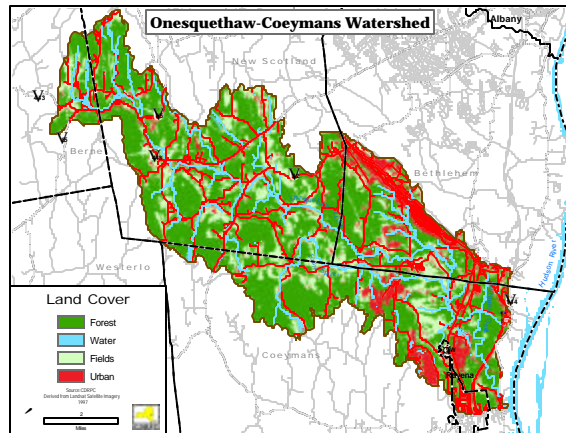 Onesquethaw-Coeymans Watershed
Albany
New Scotland
Berne
Bethlehem
Hudson River
Westerlo
Coeymans
Land Cover
Forest
Water
Fields
Urban
Source CDRPC
Derived from Landsat Satellite Imagery
1997
2
Miles